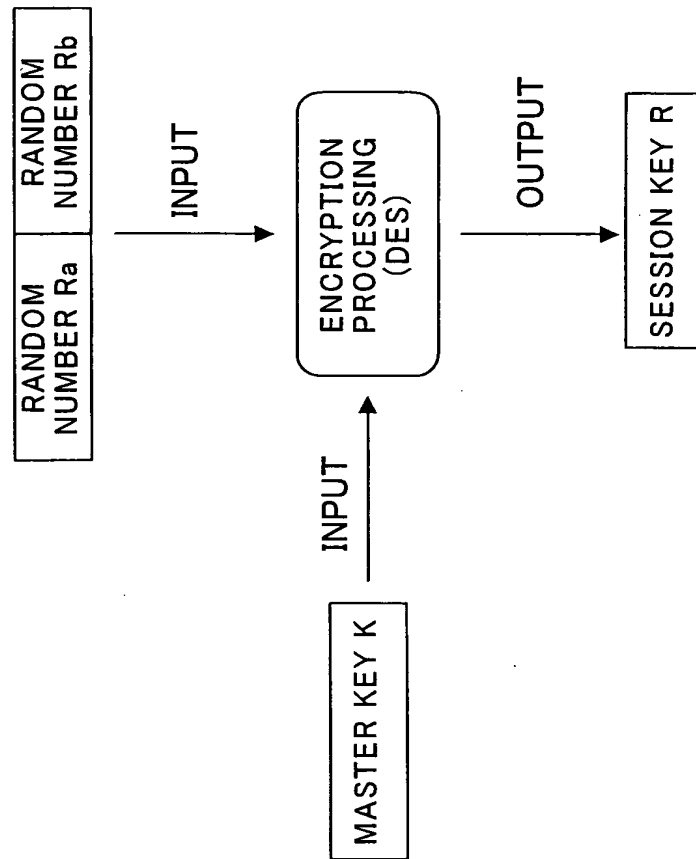 RANDOM
NUMBER Ra
RANDOM
NUMBER Rb
INPUT
MASTER KEY K
INPUT
ENCRYPTION
PROCESSING
(DES)
OUTPUT
SESSION KEY R